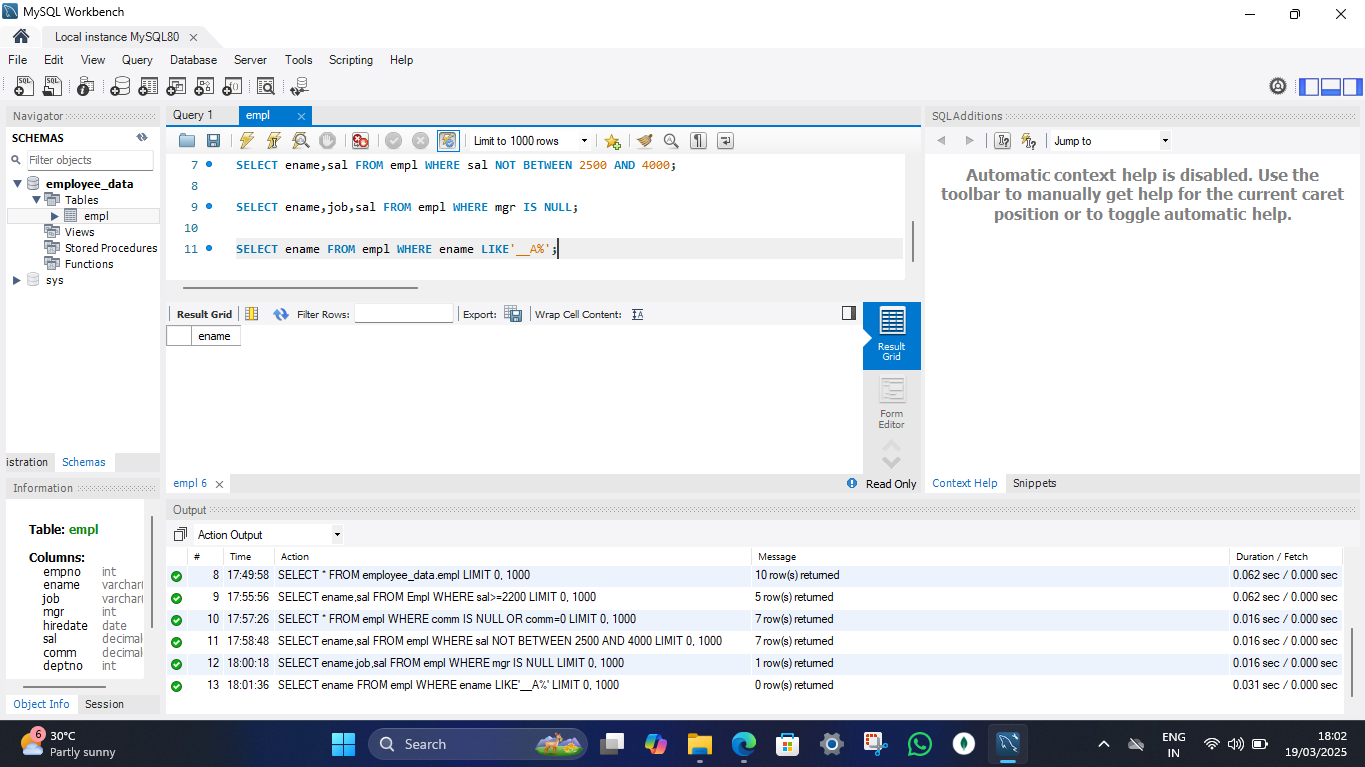 MySQL Workbench
Local instance MySQL80
File Edit View Query Database Server Tools Scripting Help
Navigator
SCHEMAS
Filter objects
employee_data
Tables
empl
Views
Stored Procedures
Functions
sys
istration Schemas
Information
Table: empl
Columns:
empno int
ename varchar(
job varchar(
mgr int
hiredate date
sal decimal
comm decimal
deptno int
Object Info Session
Query 1 empl
Limit to 1000 rows
7 SELECT ename,sal FROM empl WHERE sal NOT BETWEEN 2500 AND 4000;
8
9 SELECT ename,job,sal FROM empl WHERE mgr IS NULL;
10
11 SELECT ename FROM empl WHERE ename LIKE'__A%';
Result Grid Filter Rows: Export: Wrap Cell Content:
ename
Result
Grid
Form
Editor
empl 6 Read Only
SQLAdditions
Jump to
Automatic context help is disabled. Use the
toolbar to manually get help for the current caret
position or to toggle automatic help.
Context Help Snippets
Output
Action Output
# Time Action Message Duration / Fetch
8 17:49:58 SELECT * FROM employee_data.empl LIMIT 0, 1000 10 row(s) returned 0.062 sec / 0.000 sec
9 17:55:56 SELECT ename,sal FROM Empl WHERE sal>=2200 LIMIT 0, 1000 5 row(s) returned 0.062 sec / 0.000 sec
10 17:57:26 SELECT * FROM empl WHERE comm IS NULL OR comm=0 LIMIT 0, 1000 7 row(s) returned 0.016 sec / 0.000 sec
11 17:58:48 SELECT ename,sal FROM empl WHERE sal NOT BETWEEN 2500 AND 4000 LIMIT 0, 1000 7 row(s) returned 0.016 sec / 0.000 sec
12 18:00:18 SELECT ename,job,sal FROM empl WHERE mgr IS NULL LIMIT 0, 1000 1 row(s) returned 0.016 sec / 0.000 sec
13 18:01:36 SELECT ename FROM empl WHERE ename LIKE'__A%' LIMIT 0, 1000 0 row(s) returned 0.031 sec / 0.000 sec
6
30°C
Partly sunny
Search
ENG
IN
18:02
19/03/2025